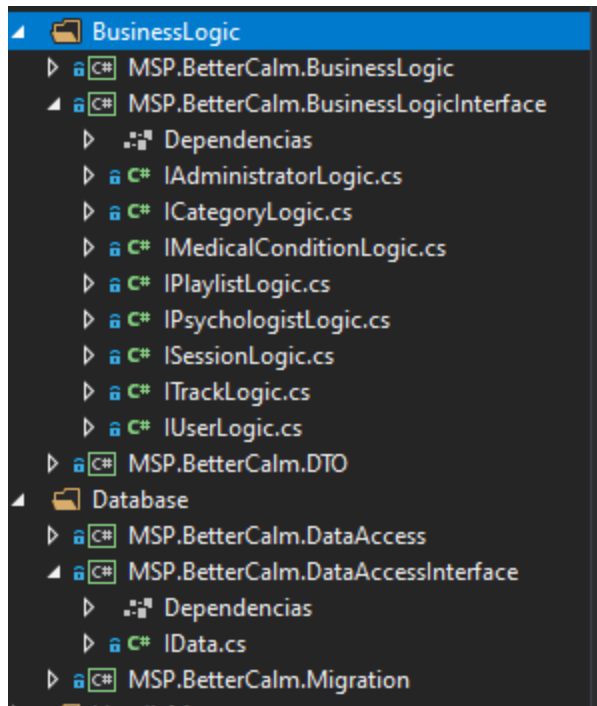 BusinessLogic
C# MSP.BetterCalm.BusinessLogic
C# MSP.BetterCalm.BusinessLogicInterface
Dependencias
C# IAdministratorLogic.cs
C# ICategoryLogic.cs
C# IMedicalConditionLogic.cs
C# IPlaylistLogic.cs
C# IPsychologistLogic.cs
C# ISessionLogic.cs
C# ITrackLogic.cs
C# IUserLogic.cs
C# MSP.BetterCalm.DTO
Database
C# MSP.BetterCalm.DataAccess
C# MSP.BetterCalm.DataAccessInterface
Dependencias
C# IData.cs
C# MSP.BetterCalm.Migration